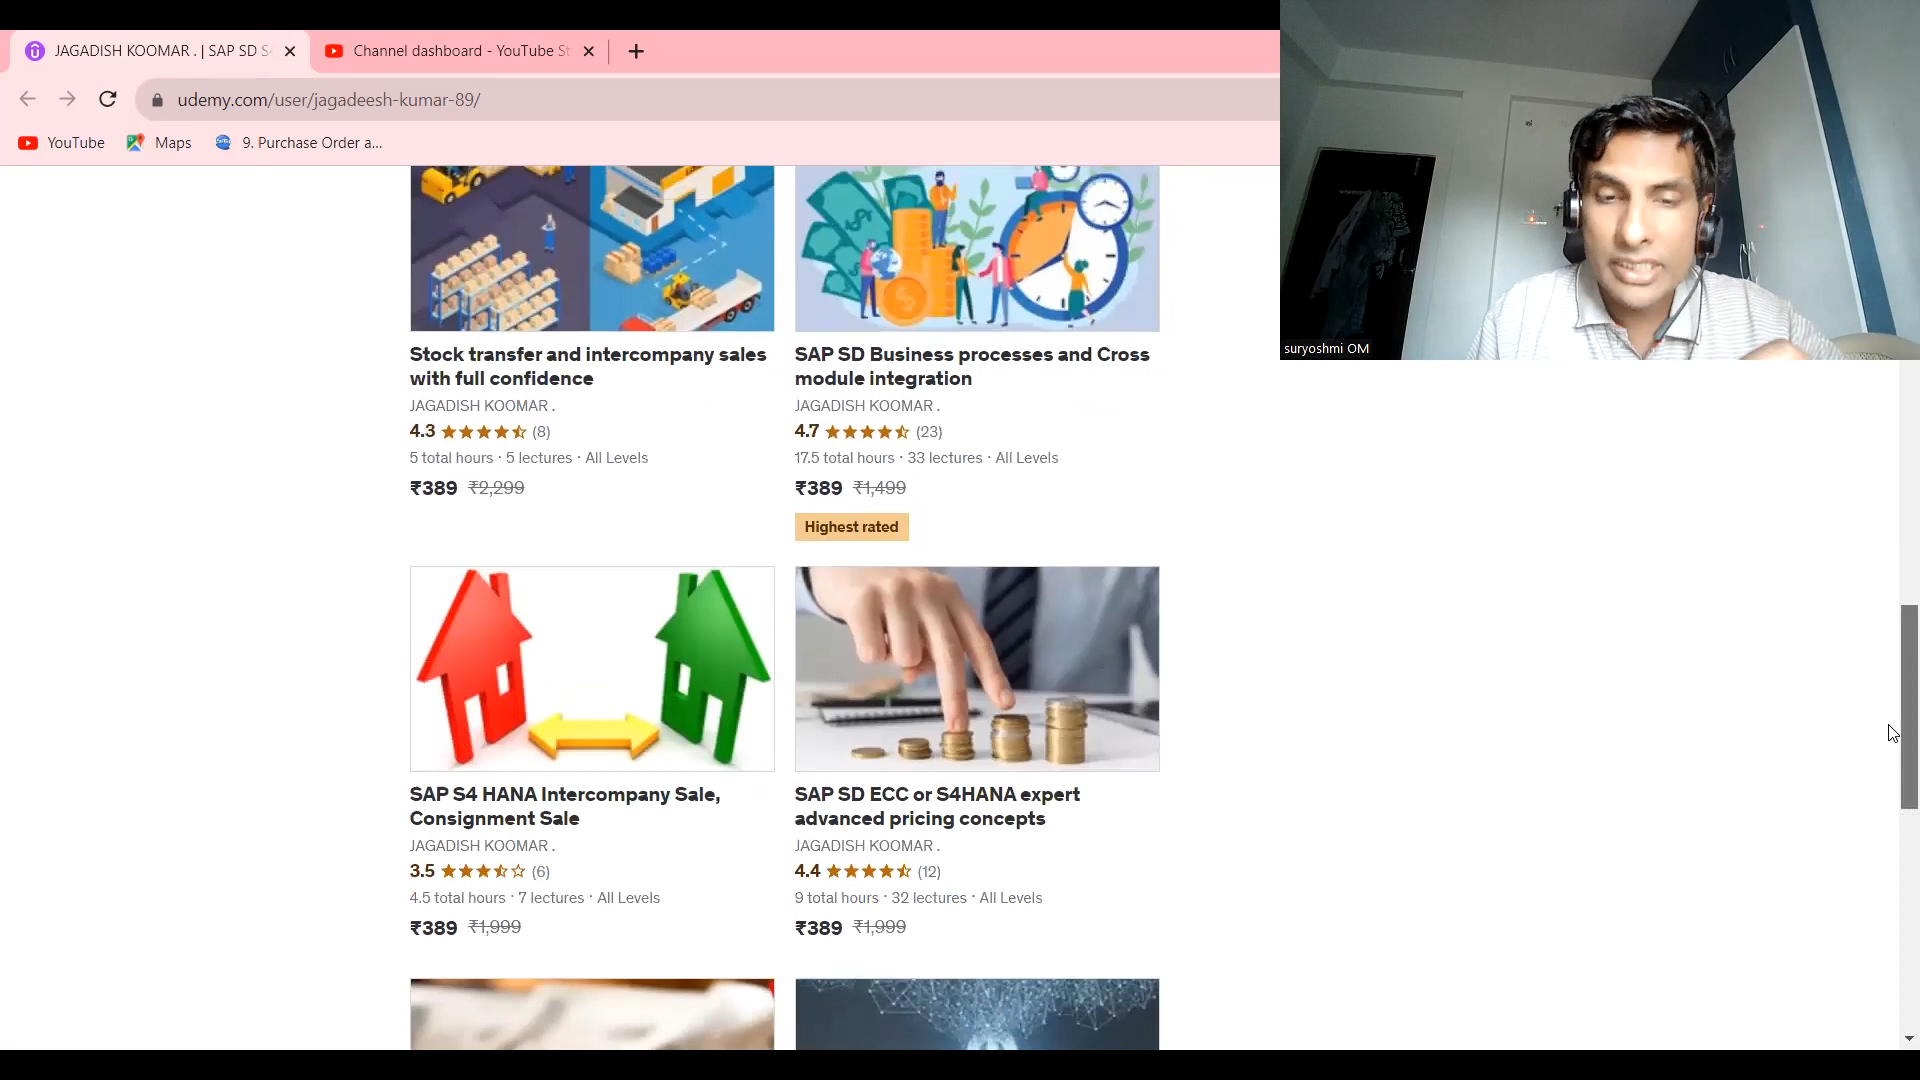 JAGADISH KOOMAR . | SAP SD S4
Channel dashboard - YouTube St
udemy.com/user/jagadeesh-kumar-89/
YouTube
Maps
9. Purchase Order a...
suryoshmi OM
Stock transfer and intercompany sales
with full confidence
JAGADISH KOOMAR .
4.3 (8)
5 total hours · 5 lectures · All Levels
₹389 ₹2,299
SAP SD Business processes and Cross
module integration
JAGADISH KOOMAR .
4.7 (23)
17.5 total hours · 33 lectures · All Levels
₹389 ₹1,499
Highest rated
SAP S4 HANA Intercompany Sale,
Consignment Sale
JAGADISH KOOMAR .
3.5 (6)
4.5 total hours · 7 lectures · All Levels
₹389 ₹1,999
SAP SD ECC or S4HANA expert
advanced pricing concepts
JAGADISH KOOMAR .
4.4 (12)
9 total hours · 32 lectures · All Levels
₹389 ₹1,999